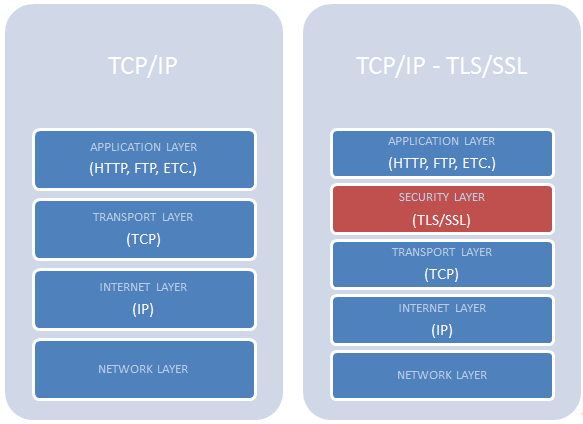 TCP/IP
APPLICATION LAYER
(HTTP, FTP, ETC.)
TRANSPORT LAYER
(TCP)
INTERNET LAYER
(IP)
NETWORK LAYER
TCP/IP - TLS/SSL
APPLICATION LAYER
(HTTP, FTP, ETC.)
SECURITY LAYER
(TLS/SSL)
TRANSPORT LAYER
(TCP)
INTERNET LAYER
(IP)
NETWORK LAYER